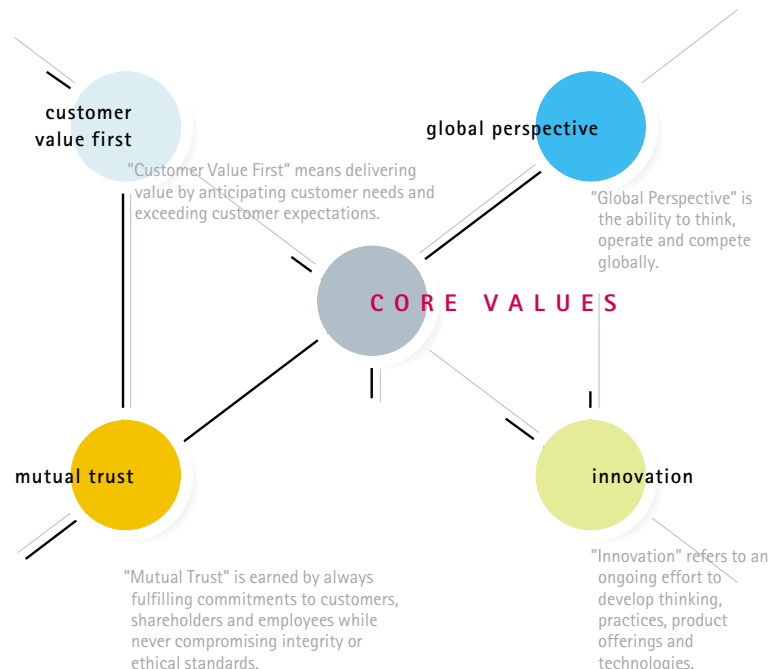 customer
value first
"Customer Value First" means delivering
value by anticipating customer needs and
exceeding customer expectations.
global perspective
"Global Perspective" is
the ability to think,
operate and compete
globally.
CORE VALUES
mutual trust
"Mutual Trust" is earned by always
fulfilling commitments to customers,
shareholders and employees while
never compromising integrity or
ethical standards.
innovation
"Innovation" refers to an
ongoing effort to
develop thinking,
practices, product
offerings and
technologies.